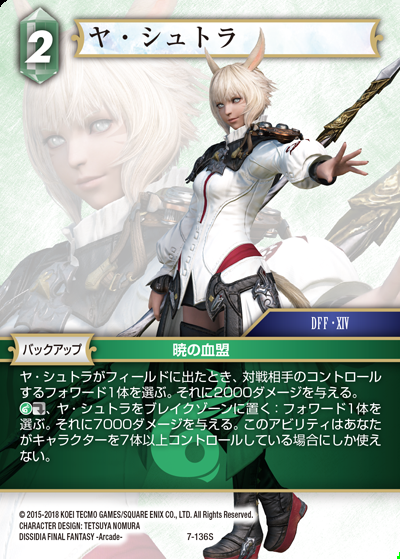 2
ヤ・シュトラ
DFF・XIV
バックアップ
暁の血盟
ヤ・シュトラがフィールドに出たとき、対戦相手のコントロール
するフォワード1体を選ぶ。それに2000ダメージを与える。
、ヤ・シュトラをブレイクゾーンに置く：フォワード1体を
選ぶ。それに7000ダメージを与える。このアビリティはあなた
がキャラクターを7体以上コントロールしている場合にしか使え
ない。
© 2015-2018 KOEI TECMO GAMES/SQUARE ENIX CO., LTD. All Rights Reserved.
CHARACTER DESIGN: TETSUYA NOMURA
DISSIDIA FINAL FANTASY -Arcade-
7-136S